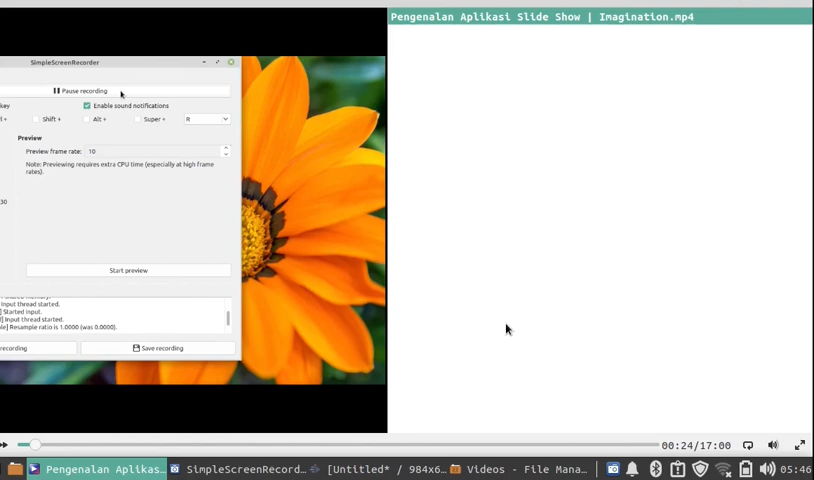 Pengenalan Aplikasi Slide Show | Imagination.mp4
SimpleScreenRecorder
Pause recording
key
Enable sound notifications
Shift +
Alt +
Super +
R
Preview
Preview frame rate:
10
Note: Previewing requires extra CPU time (especially at high frame
rates).
30
Start preview
Input thread started.
] Started input.
] Input thread started.
Resample ratio is 1.0000 (was 0.0000).
recording
Save recording
00:24/17:00
Pengenalan Aplikas...
SimpleScreenRecord...
[Untitled* / 984x6...
Videos - File Mana...
05:46